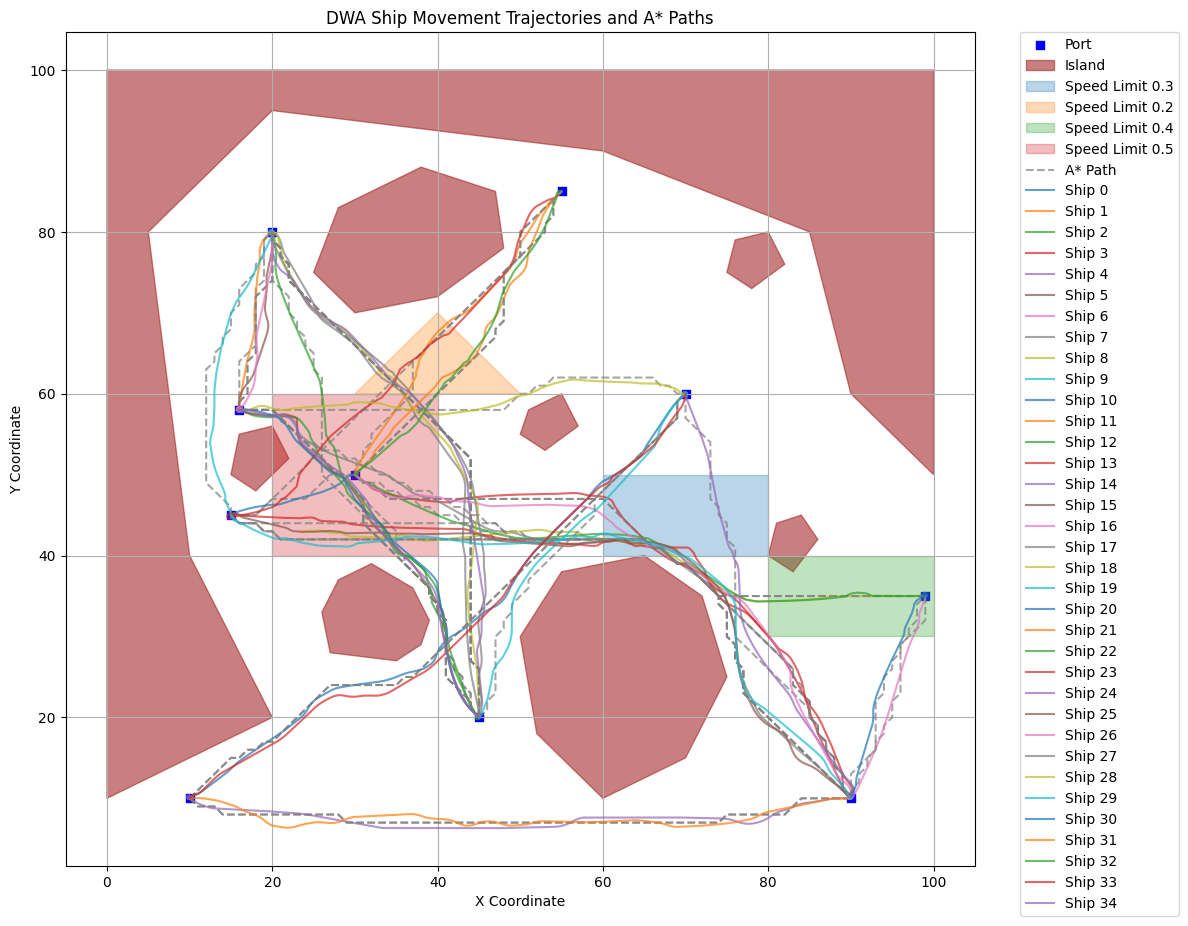 DWA Ship Movement Trajectories and A* Paths
Y Coordinate
100
80
60
40
20
0
20
40
60
80
100
X Coordinate
Port
Island
Speed Limit 0.3
Speed Limit 0.2
Speed Limit 0.4
Speed Limit 0.5
A* Path
Ship 0
Ship 1
Ship 2
Ship 3
Ship 4
Ship 5
Ship 6
Ship 7
Ship 8
Ship 9
Ship 10
Ship 11
Ship 12
Ship 13
Ship 14
Ship 15
Ship 16
Ship 17
Ship 18
Ship 19
Ship 20
Ship 21
Ship 22
Ship 23
Ship 24
Ship 25
Ship 26
Ship 27
Ship 28
Ship 29
Ship 30
Ship 31
Ship 32
Ship 33
Ship 34